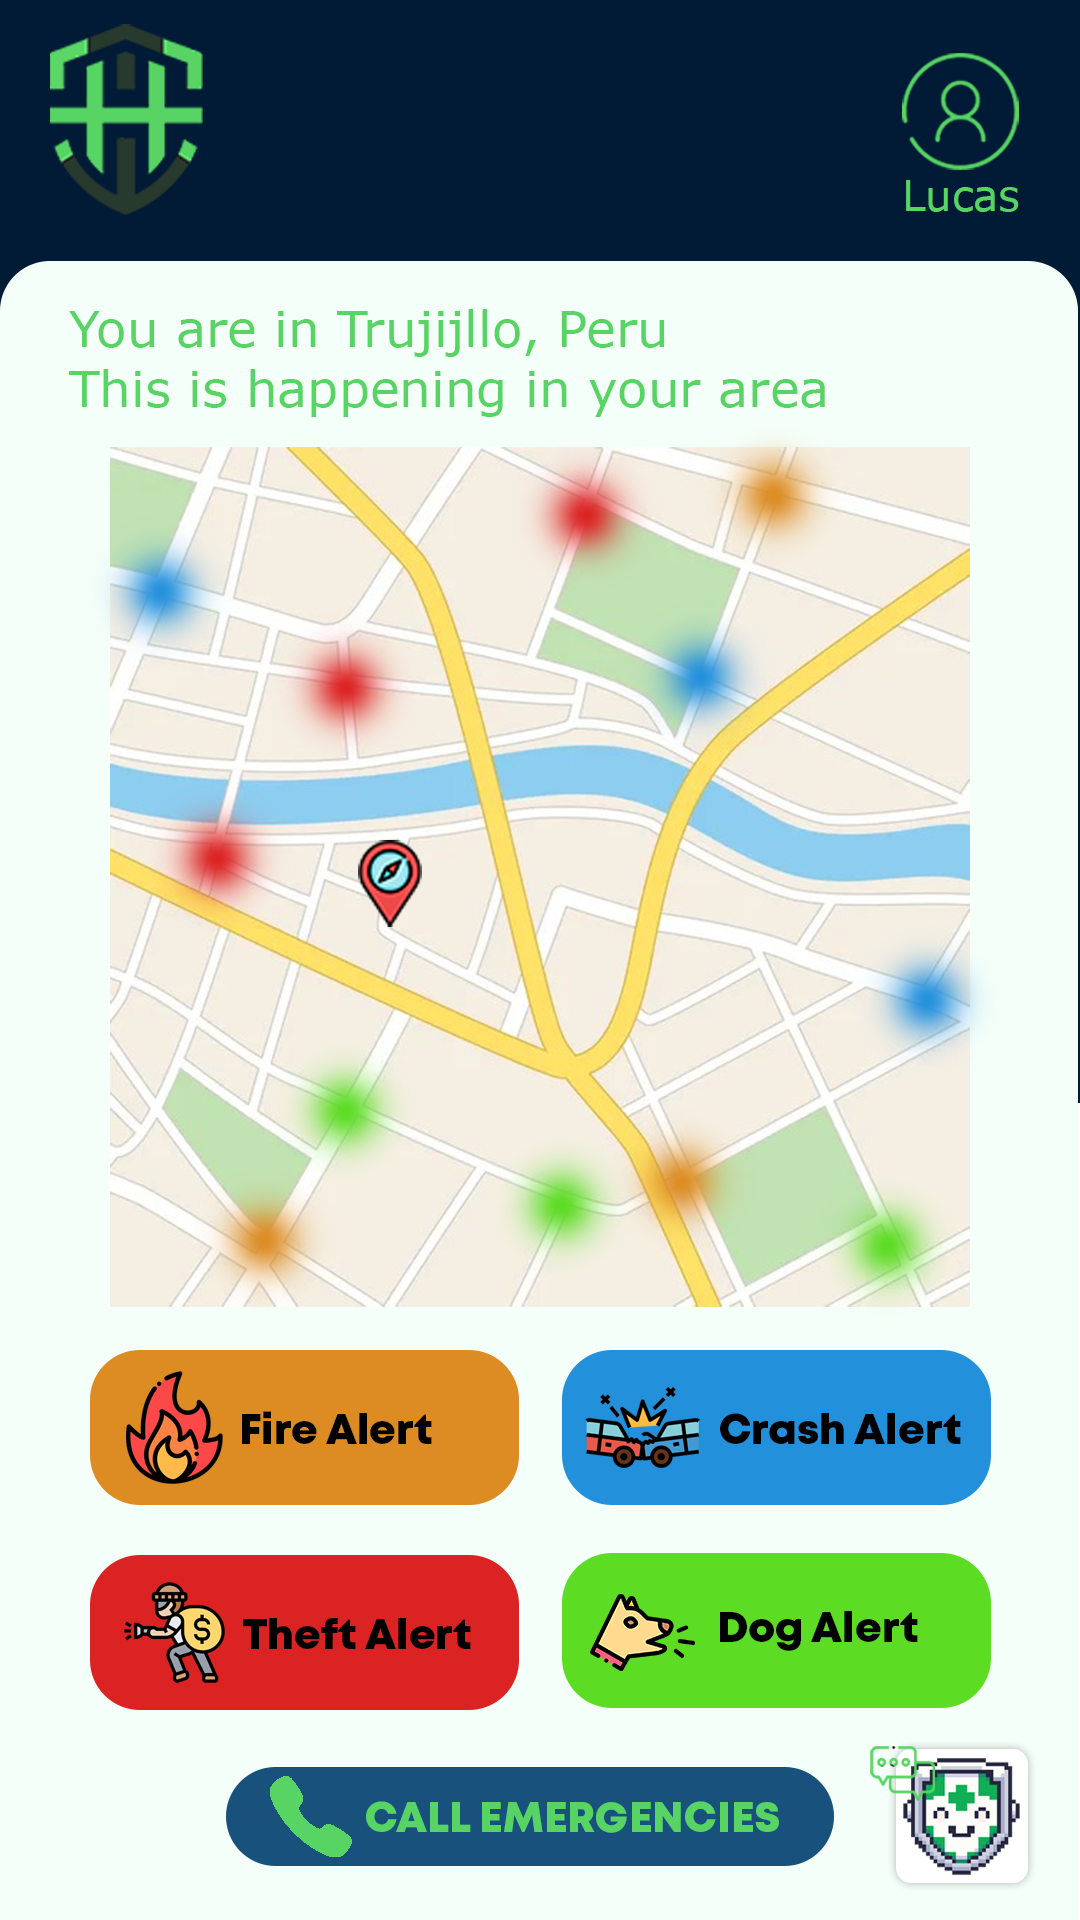 Lucas
You are in Trujijllo, Peru
This is happening in your area
Fire Alert
Crash Alert
Theft Alert
Dog Alert
CALL EMERGENCIES